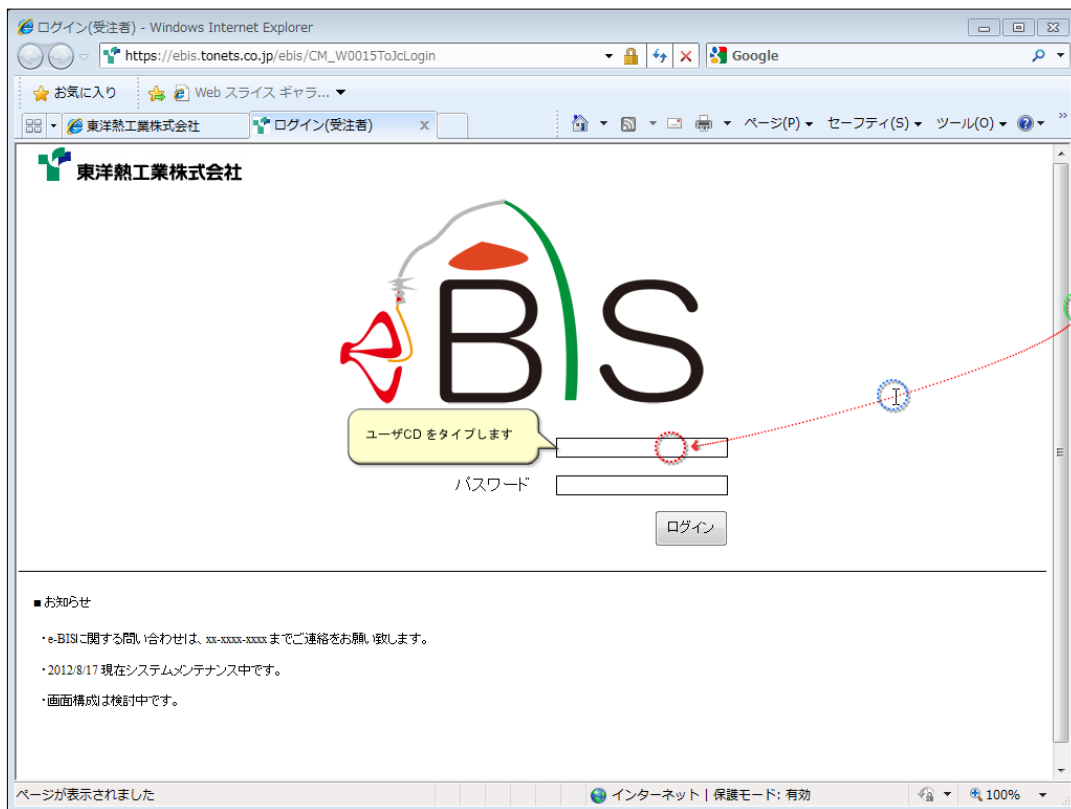 ログイン(受注者) - Windows Internet Explorer
https://ebis.tonets.co.jp/ebis/CM_W0015ToJcLogin
Google
お気に入り
Web スライス ギャラ...
東洋熱工業株式会社
ログイン(受注者)
x
ページ(P)
セーフティ(S)
ツール(O)
東洋熱工業株式会社
eBIS
ユーザCD をタイプします
パスワード
ログイン
■ お知らせ
・e-BISに関する問い合わせは、xx-xxxx-xxxx までご連絡をお願い致します。
・2012/8/17 現在システムメンテナンス中です。
・画面構成は検討中です。
ページが表示されました
インターネット | 保護モード: 有効
100%